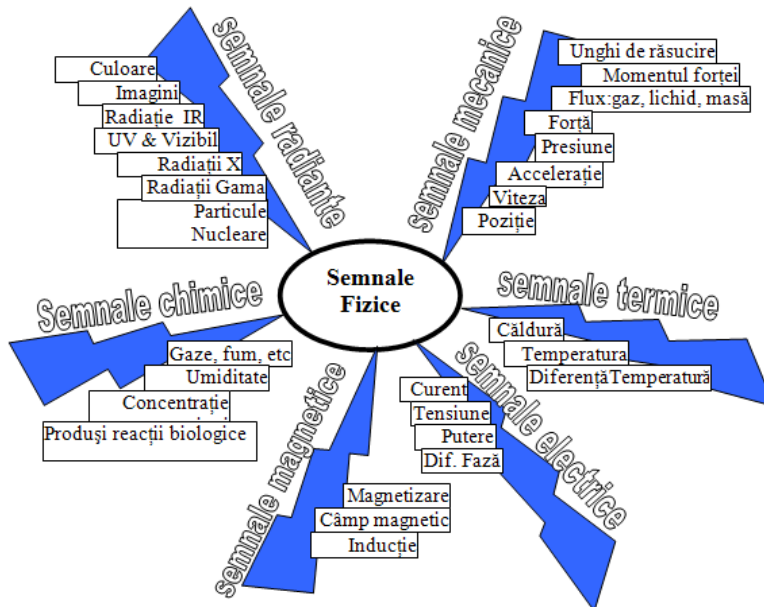 semnale radiante
Culoare
Imagini
Radiație IR
UV & Vizibil
Radiații X
Radiații Gama
Particule
Nucleare
semnale mecanice
Unghi de răsucire
Momentul forței
Flux:gaz, lichid, masă
Forță
Presiune
Accelerație
Viteza
Poziție
Semnale
Fizice
Semnale chimice
Gaze, fum, etc
Umiditate
Concentrație
Produși reacții biologice
semnale termice
Căldură
Temperatura
DiferențăTemperatură
semnale magnetice
Magnetizare
Câmp magnetic
Inducție
semnale electrice
Curent
Tensiune
Putere
Dif. Fază